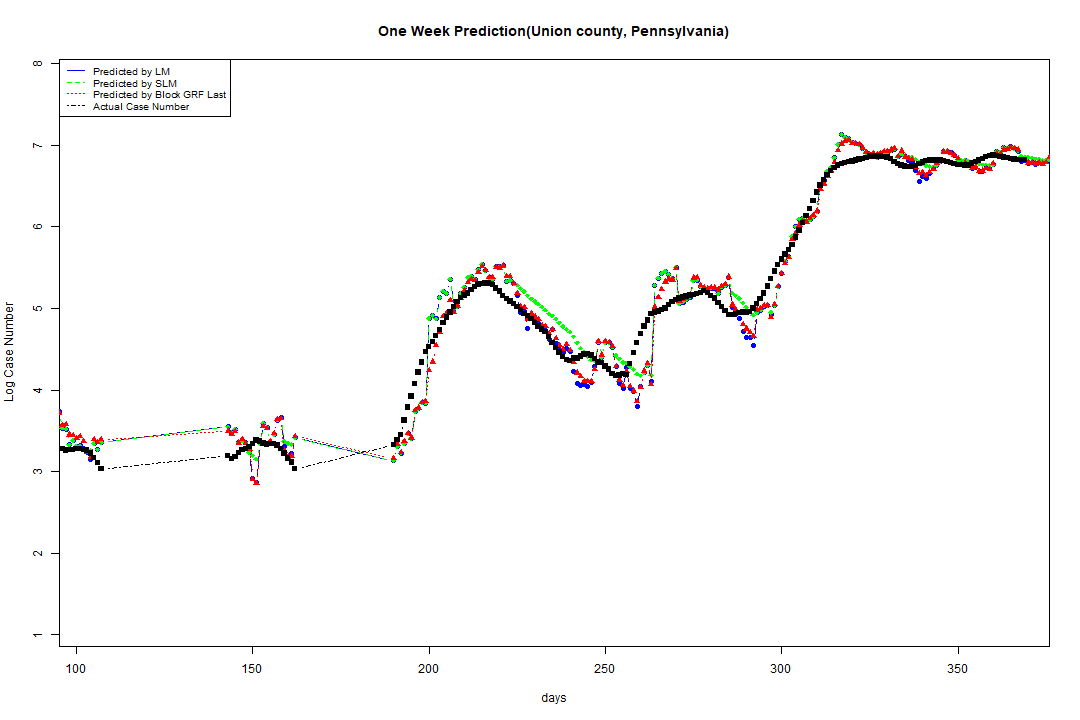 One Week Prediction(Union county, Pennsylvania)
Predicted by LM
Predicted by SLM
Predicted by Block GRF Last
Actual Case Number
8
7
6
5
4
3
2
1
Log Case Number
100 150 200 250 300 350
days